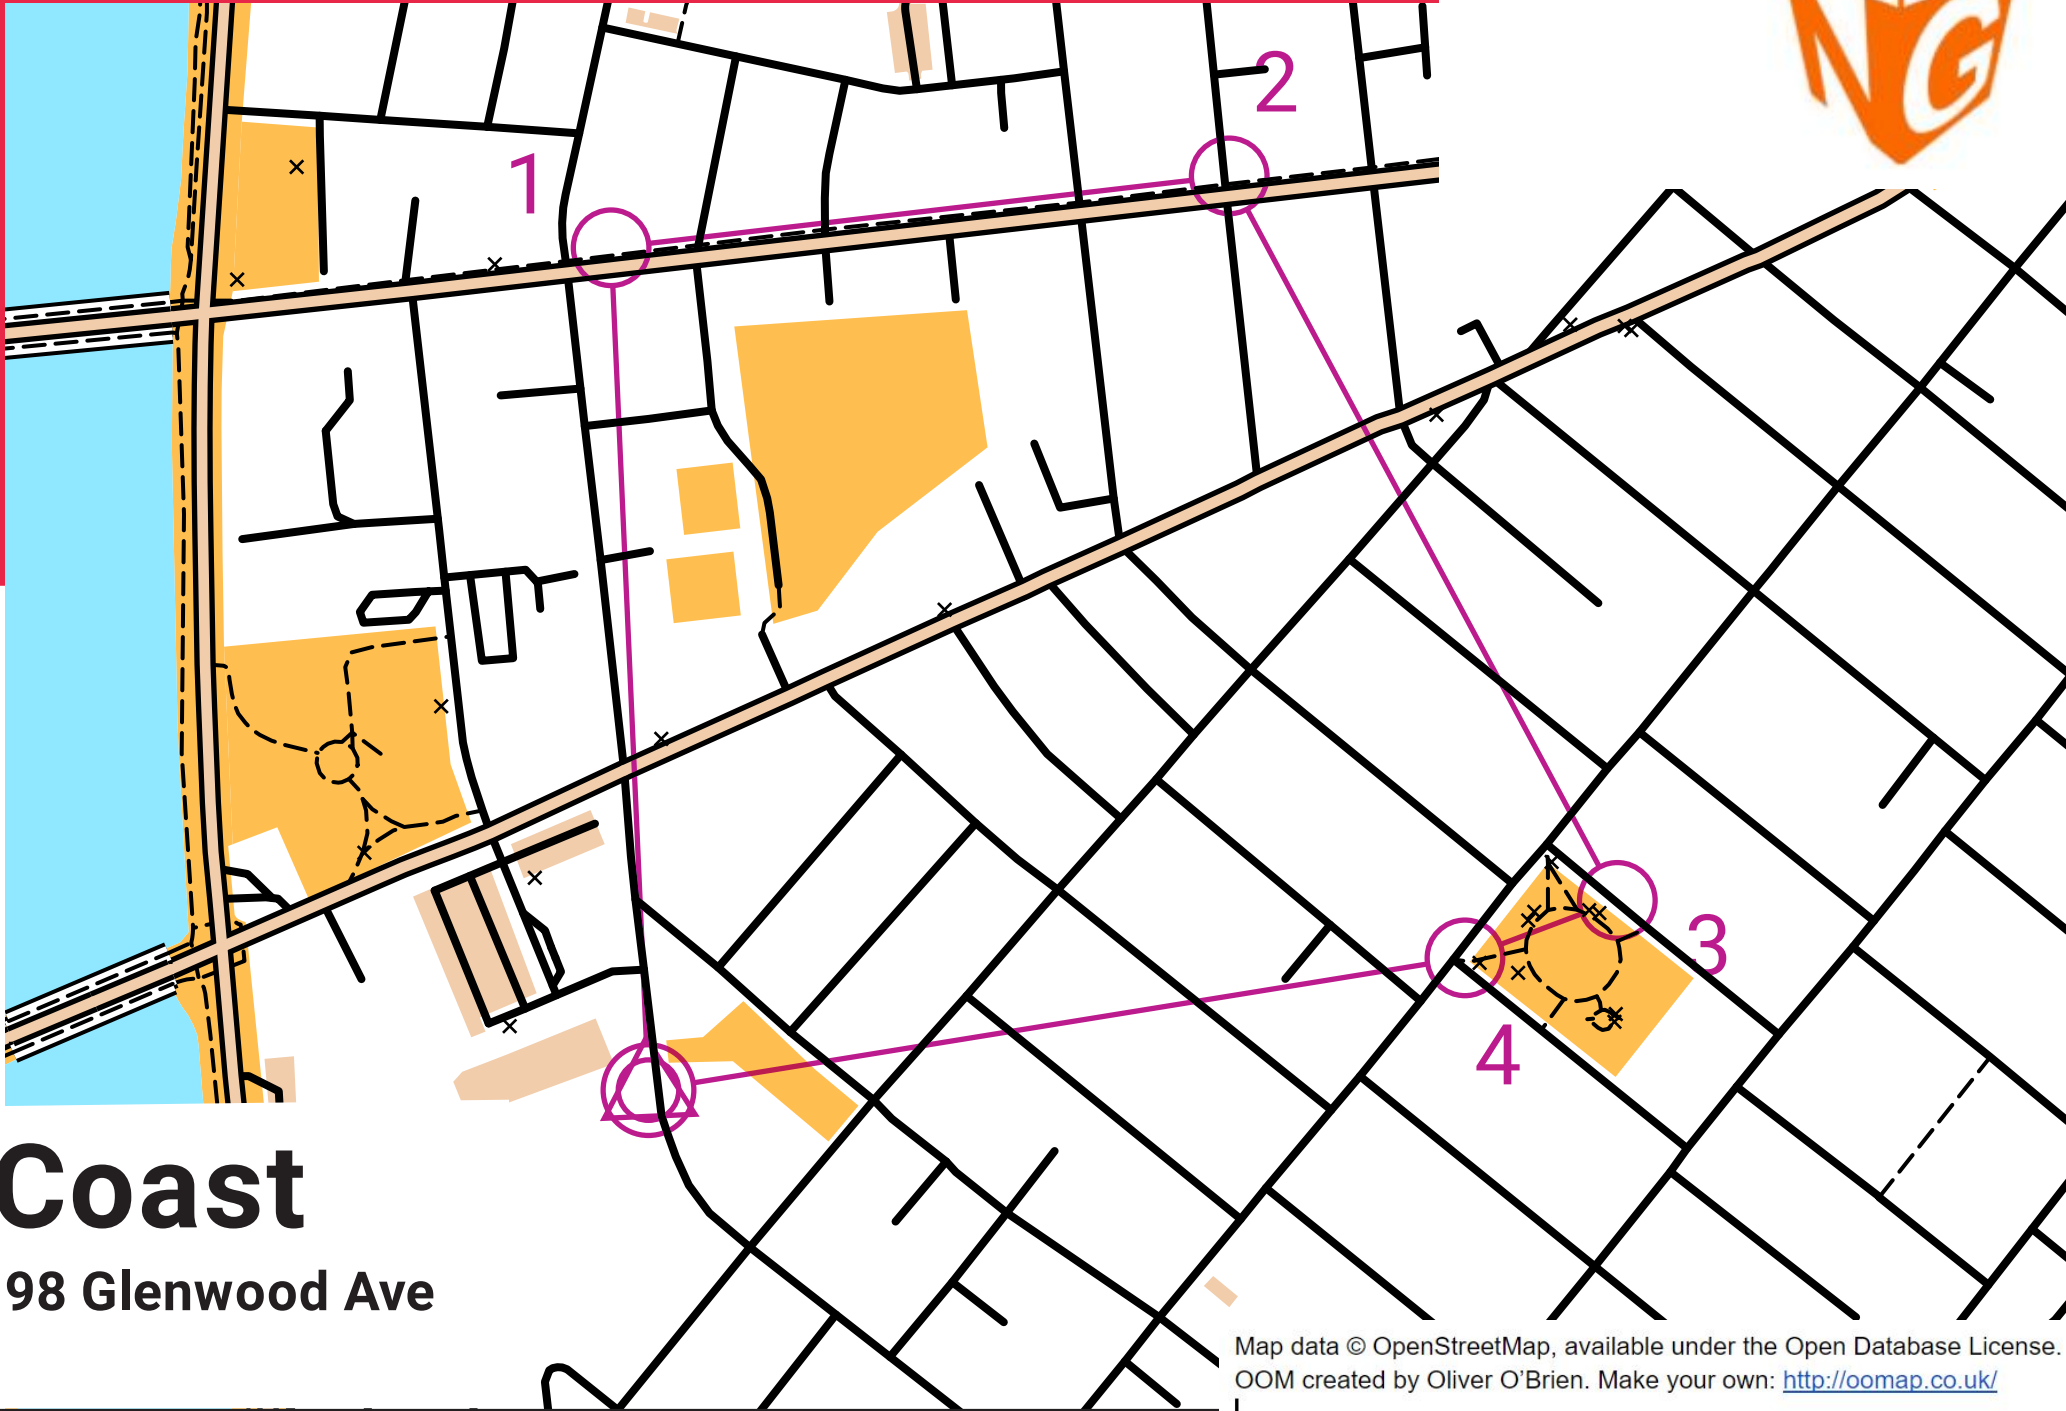 NG
2
1
3
4
Coast
98 Glenwood Ave
Map data © OpenStreetMap, available under the Open Database License.
OOM created by Oliver O’Brien. Make your own: http://oomap.co.uk/